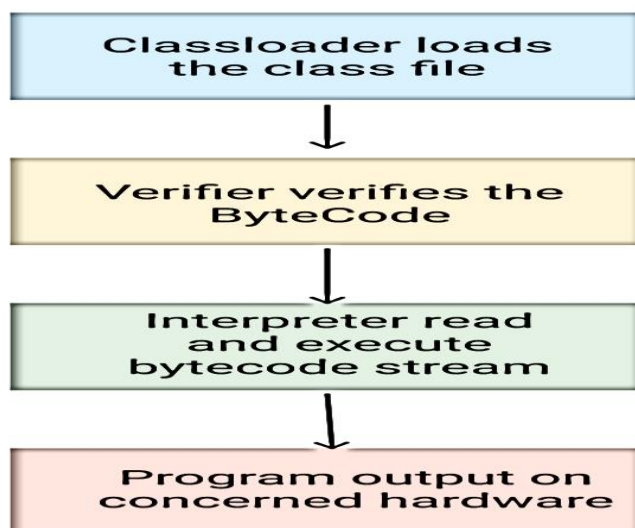 Classloader loads
the class file
Verifier verifies the
ByteCode
Interpreter read
and execute
bytecode stream
Program output on
concerned hardware